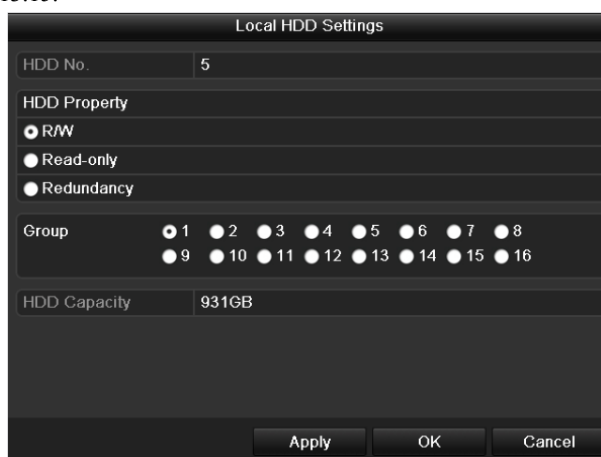 Local HDD Settings
HDD No. 5
HDD Property
R/W
Read-only
Redundancy
Group 1 2 3 4 5 6 7 8
9 10 11 12 13 14 15 16
HDD Capacity 931GB
Apply OK Cancel